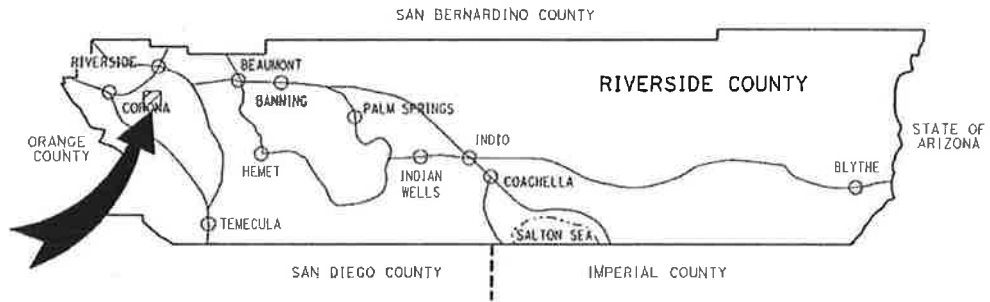 SAN BERNARDINO COUNTY
RIVERSIDE
BEAUMONT
RIVERSIDE COUNTY
CORONA
BANNING
PALM SPRINGS
ORANGE
COUNTY
STATE OF
ARIZONA
INDIO
HEMET
INDIAN
WELLS
COACHELLA
BLYTHE
TEMECULA
SALTON SEA
SAN DIEGO COUNTY
IMPERIAL COUNTY